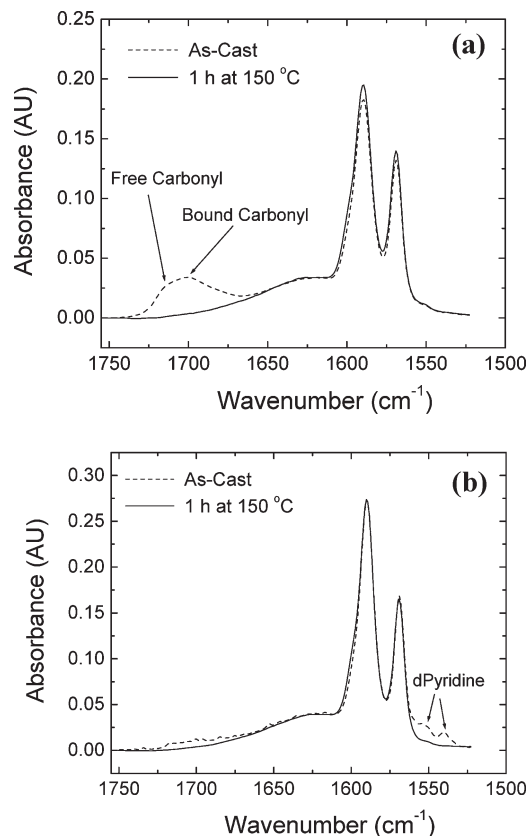 (a)
As-Cast
1 h at 150 °C
Free Carbonyl
Bound Carbonyl
Absorbance (AU)
0.25
0.20
0.15
0.10
0.05
0.00
1750 1700 1650 1600 1550 1500
Wavenumber (cm⁻¹)
(b)
As-Cast
1 h at 150 °C
dPyridine
Absorbance (AU)
0.30
0.25
0.20
0.15
0.10
0.05
0.00
1750 1700 1650 1600 1550 1500
Wavenumber (cm⁻¹)